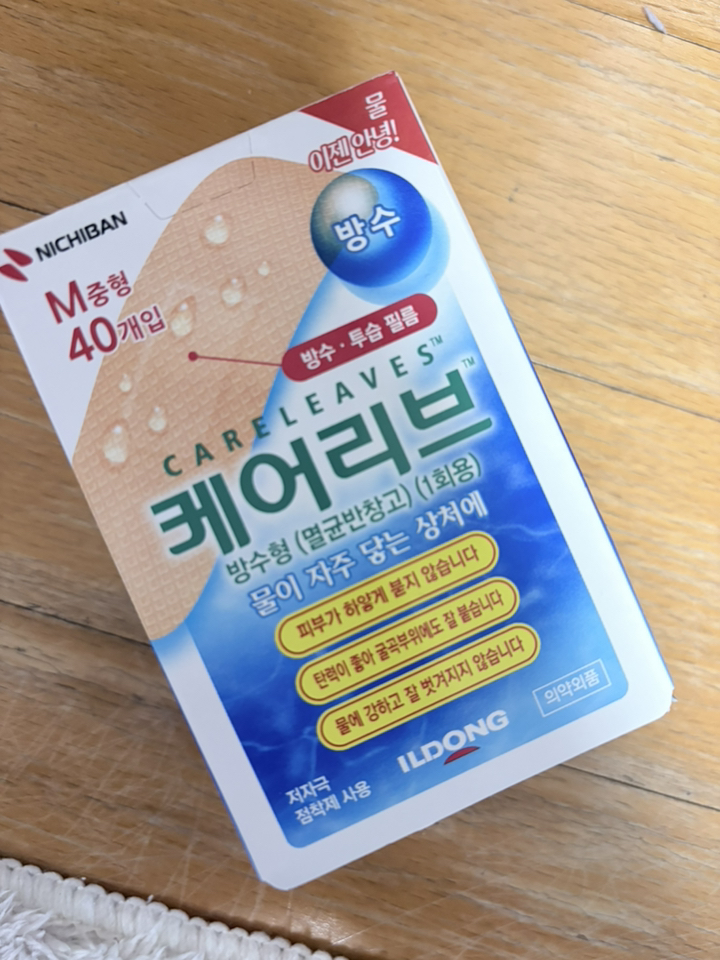 물
이젠 안녕!
NICHIBAN
방수
M중형
40개입
방수·투습 필름
CARELEAVES™
케어리브™
방수형 (멸균반창고) (1회용)
물이 자주 닿는 상처에
피부가 하얗게 붇지 않습니다
탄력이 좋아 굴곡부위에도 잘 붙습니다
물에 강하고 잘 벗겨지지 않습니다
의약외품
ILDONG
저자극
점착제 사용